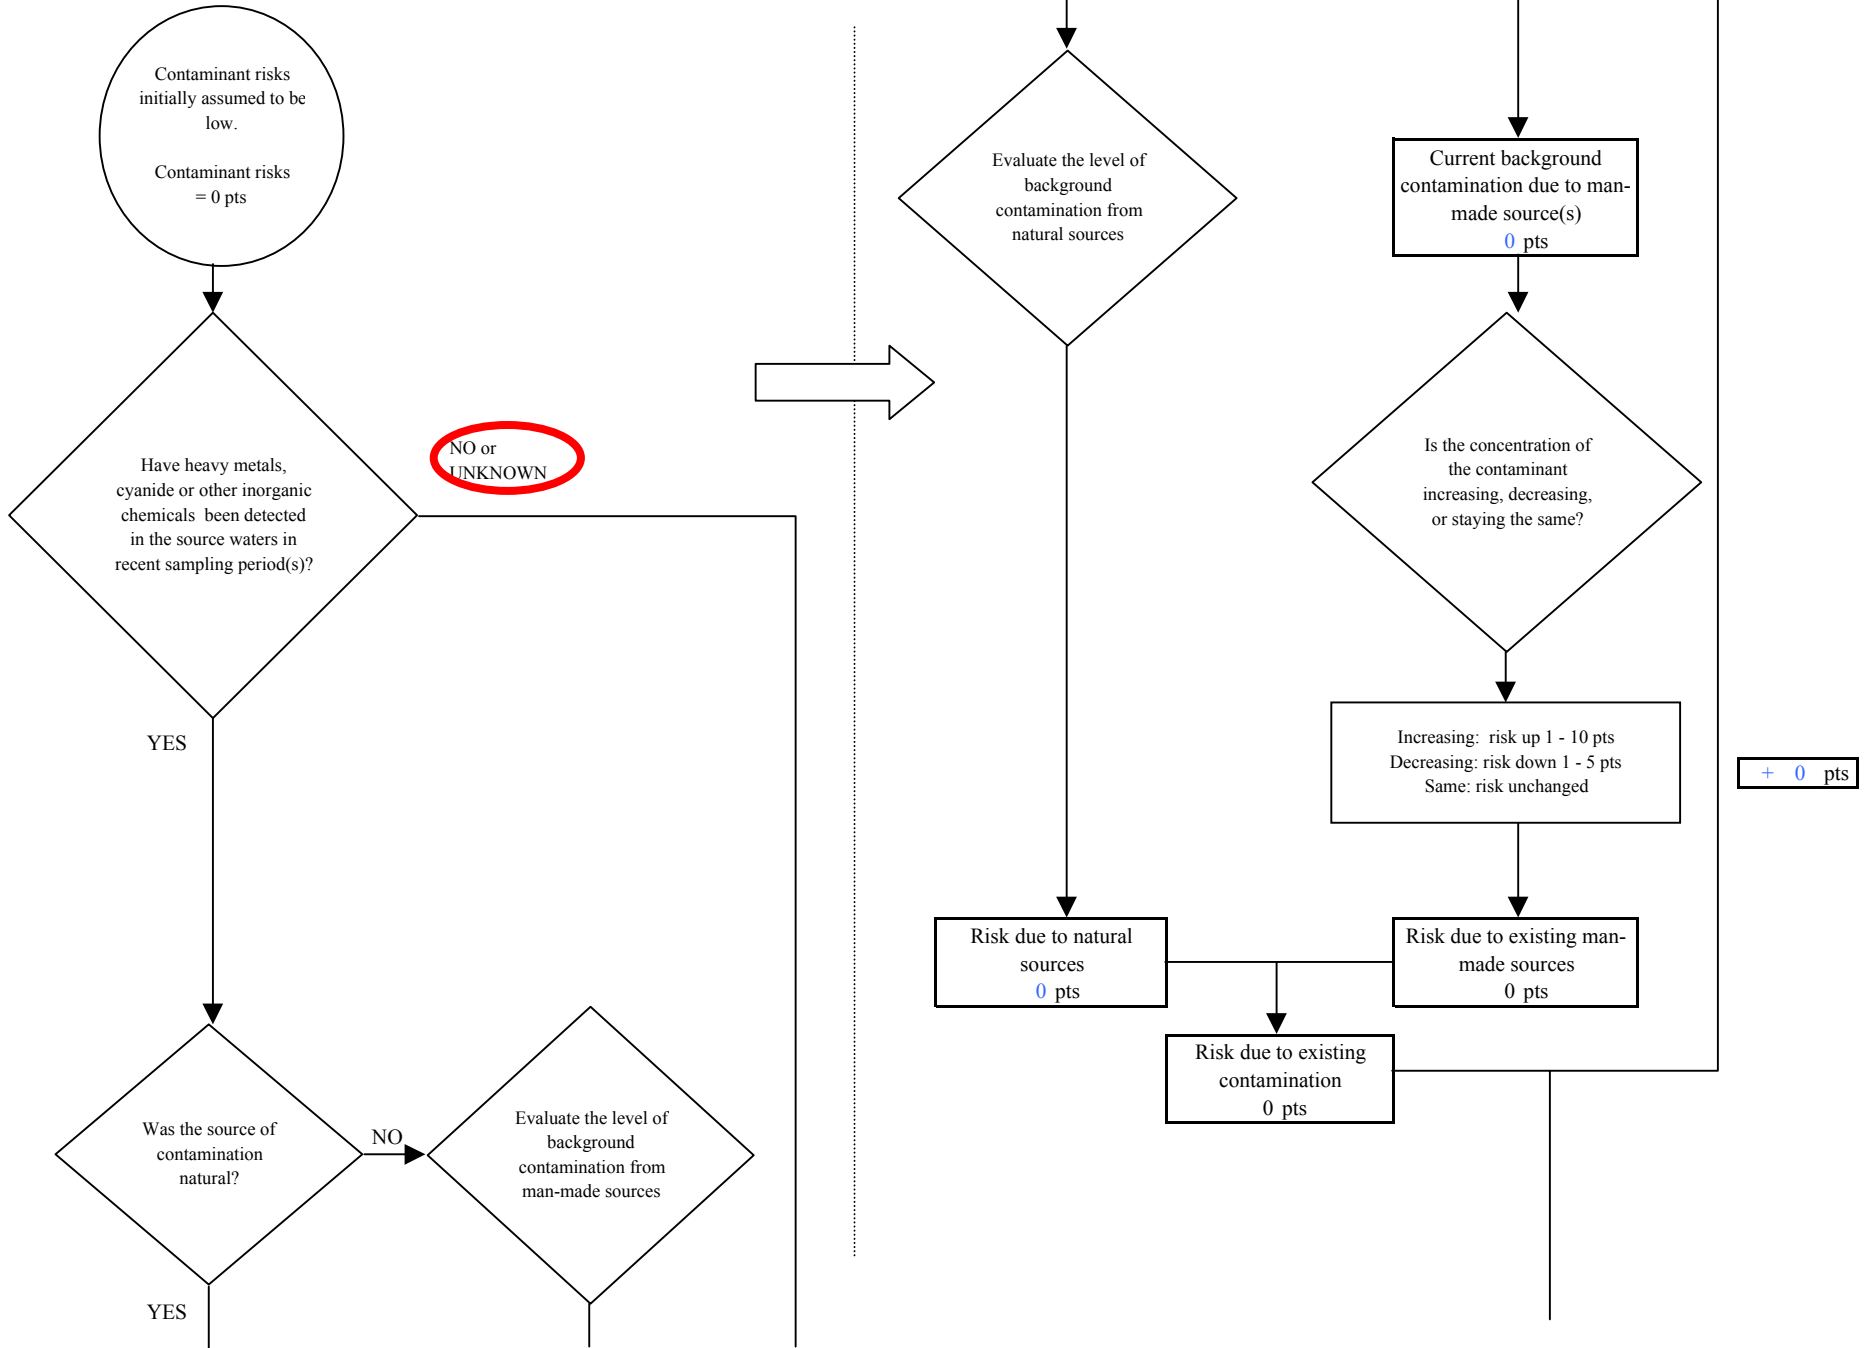 Contaminant risks
initially assumed to be
low.
Contaminant risks
= 0 pts
Have heavy metals,
cyanide or other inorganic
chemicals been detected
in the source waters in
recent sampling period(s)?
NO or
UNKNOWN
YES
Was the source of
contamination
natural?
NO
Evaluate the level of
background
contamination from
man-made sources
YES
Evaluate the level of
background
contamination from
natural sources
Current background
contamination due to man-
made source(s)
0 pts
Is the concentration of
the contaminant
increasing, decreasing,
or staying the same?
Increasing: risk up 1 - 10 pts
Decreasing: risk down 1 - 5 pts
Same: risk unchanged
+ 0 pts
Risk due to natural
sources
0 pts
Risk due to existing man-
made sources
0 pts
Risk due to existing
contamination
0 pts